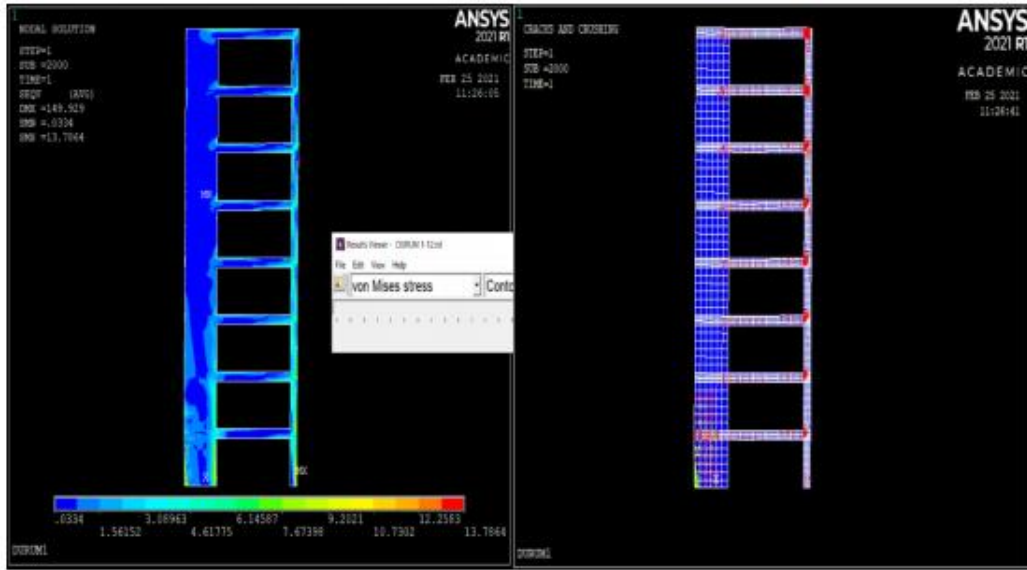 1
NODAL SOLUTION
STEP=1
SUB =2000
TIME=1
SEQV (AVG)
DMX =149.929
SMN =.0334
SMX =13.7864
ANSYS
2021 R1
ACADEMIC
FEB 25 2021
11:26:05
MN
MX
.0334
3.08963
6.14587
9.2021
12.2583
1.56152
4.61775
7.67398
10.7302
13.7864
DURUM1
Results Viewer - DURUM 1-12.rst
File Edit View Help
von Mises stress
Conto
1
CRACKS AND CRUSHING
STEP=1
SUB =2000
TIME=1
ANSYS
2021 R1
ACADEMIC
FEB 25 2021
11:26:41
DURUM1